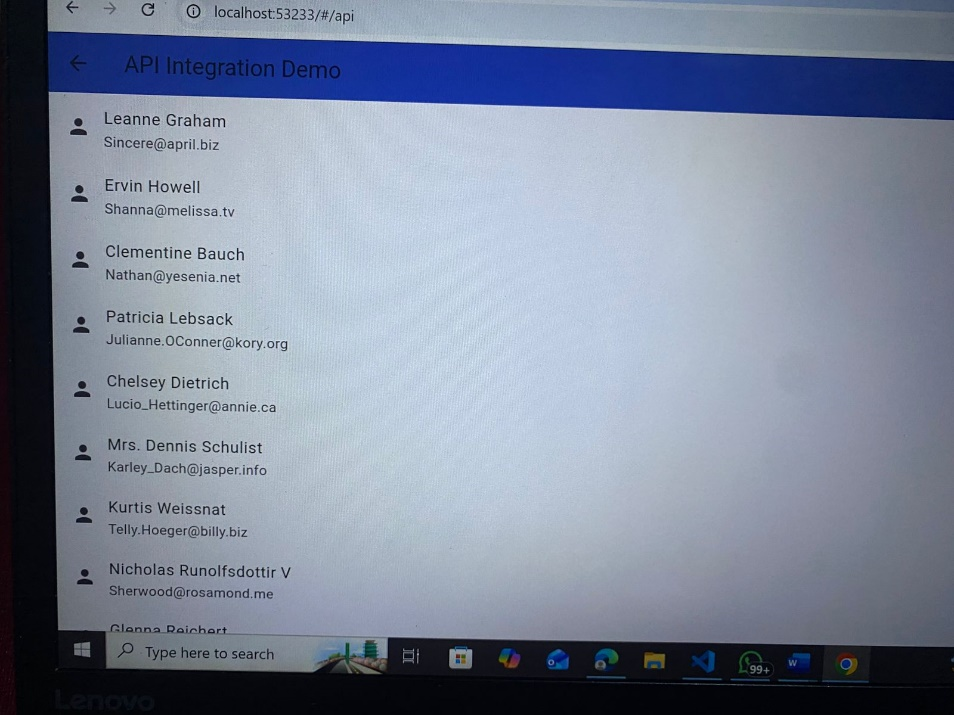 localhost:53233/#/api
API Integration Demo
Leanne Graham
Sincere@april.biz
Ervin Howell
Shanna@melissa.tv
Clementine Bauch
Nathan@yesenia.net
Patricia Lebsack
Julianne.OConner@kory.org
Chelsey Dietrich
Lucio_Hettinger@annie.ca
Mrs. Dennis Schulist
Karley_Dach@jasper.info
Kurtis Weissnat
Telly.Hoeger@billy.biz
Nicholas Runolfsdottir V
Sherwood@rosamond.me
Glenna Reichert
Type here to search
99+
W
Lenovo